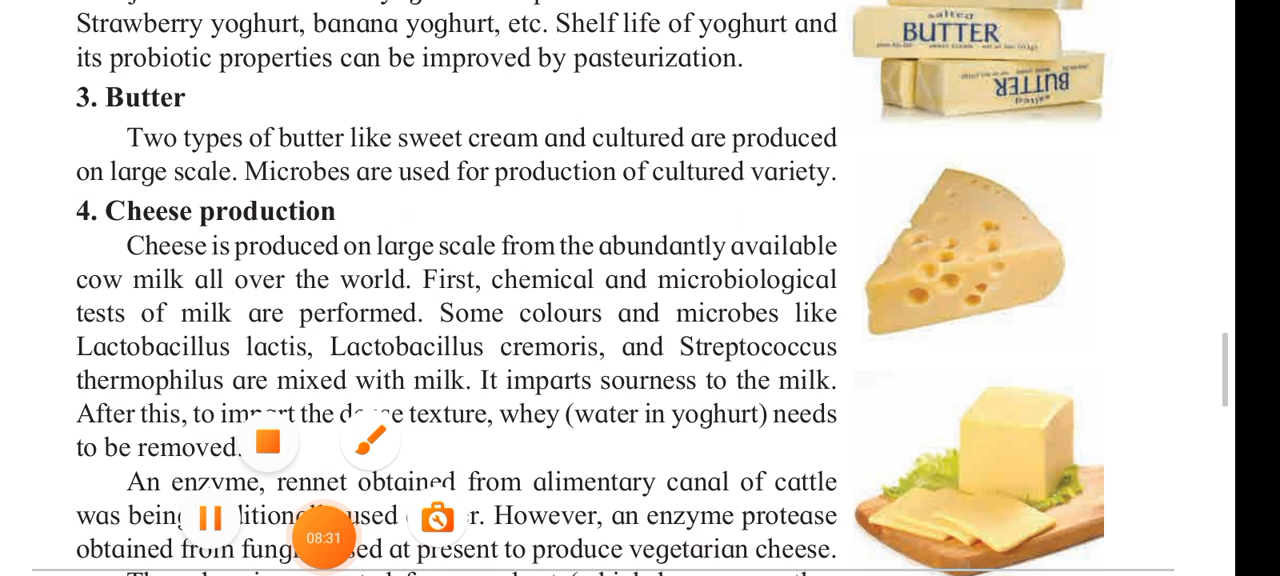 Strawberry yoghurt, banana yoghurt, etc. Shelf life of yoghurt and
its probiotic properties can be improved by pasteurization.
3. Butter
Two types of butter like sweet cream and cultured are produced
on large scale. Microbes are used for production of cultured variety.
4. Cheese production
Cheese is produced on large scale from the abundantly available
cow milk all over the world. First, chemical and microbiological
tests of milk are performed. Some colours and microbes like
Lactobacillus lactis, Lactobacillus cremoris, and Streptococcus
thermophilus are mixed with milk. It imparts sourness to the milk.
After this, to the texture, whey (water in yoghurt) needs
to be removed.
An enzyme, rennet obtained from alimentary canal of cattle
was used However, an enzyme protease
obtained from at present to produce vegetarian cheese.
salted
BUTTER
BUTTER
salted
08:31